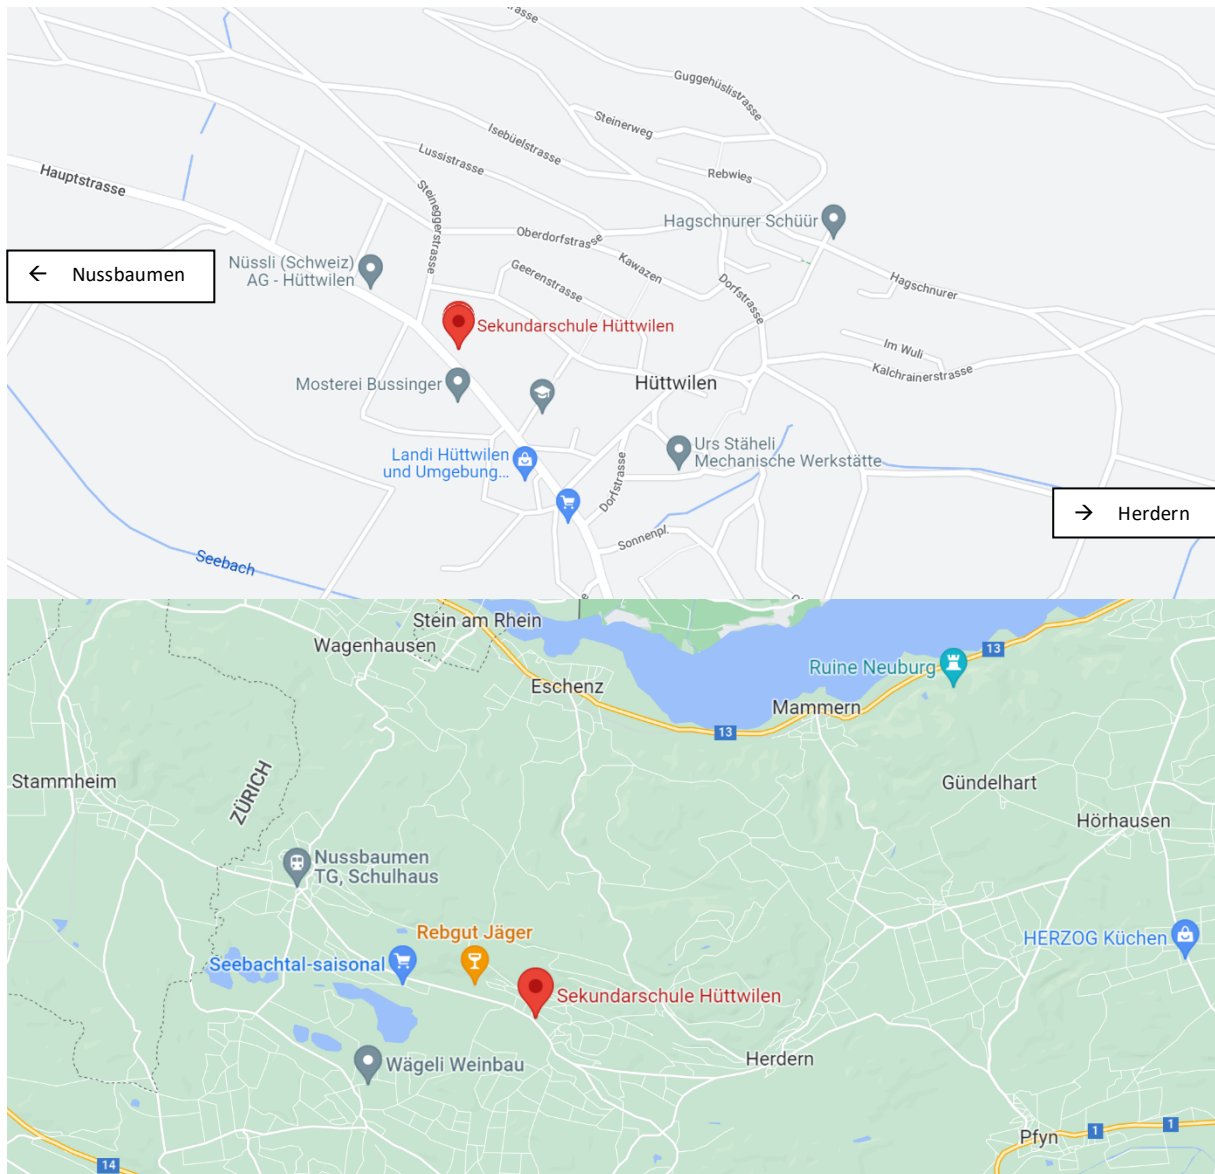 strasse
Guggehüslistrasse
Steinerweg
Isebüelstrasse
Lussistrasse
Rebwies
Hauptstrasse
Steineggerstrasse
Hagschnurer Schüür
Oberdorfstrasse
Nüssli (Schweiz)
AG - Hüttwilen
← Nussbaumen
Kawazen
Geerenstrasse
Dorfstrasse
Hagschnurer
Sekundarschule Hüttwilen
Im Wuli
Kalchrainerstrasse
Mosterei Bussinger
Hüttwilen
Landi Hüttwilen
und Umgebung...
Urs Stäheli
Mechanische Werkstätte
Dorfstrasse
→ Herdern
Sonnenpl.
Seebach
Stein am Rhein
Wagenhausen
13
Ruine Neuburg
Eschenz
Mammern
13
Stammheim
ZÜRICH
Gündelhart
Hörhausen
Nussbaumen
TG, Schulhaus
Rebgut Jäger
HERZOG Küchen
Seebachtal-saisonal
Sekundarschule Hüttwilen
Herdern
Wägeli Weinbau
1
1
Pfyn
14